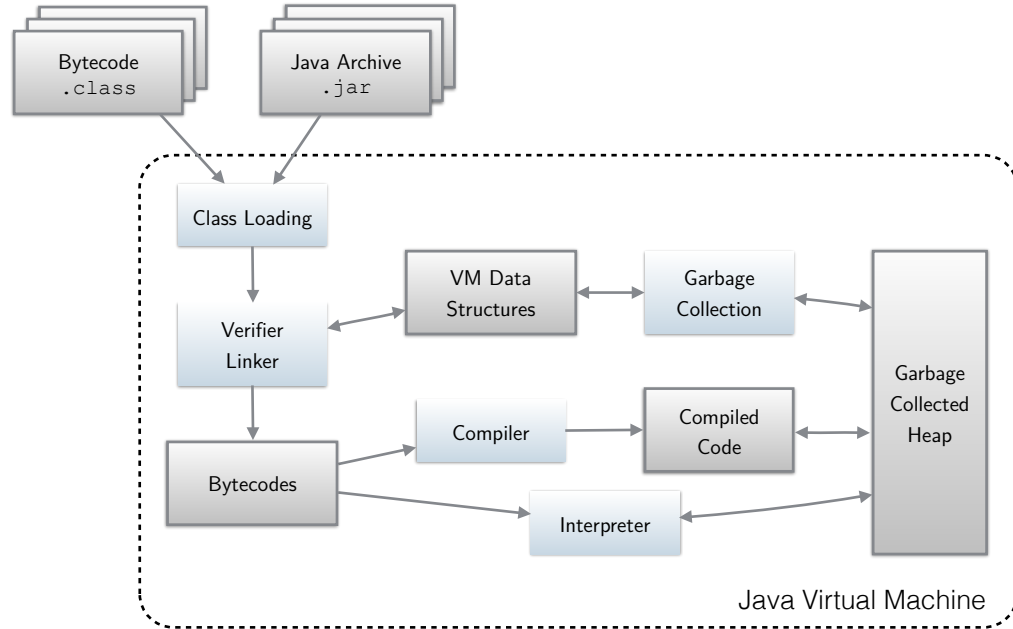 Bytecode
.class
Java Archive
.jar
Class Loading
VM Data
Structures
Garbage
Collection
Verifier
Linker
Garbage
Collected
Heap
Compiler
Compiled
Code
Bytecodes
Interpreter
Java Virtual Machine